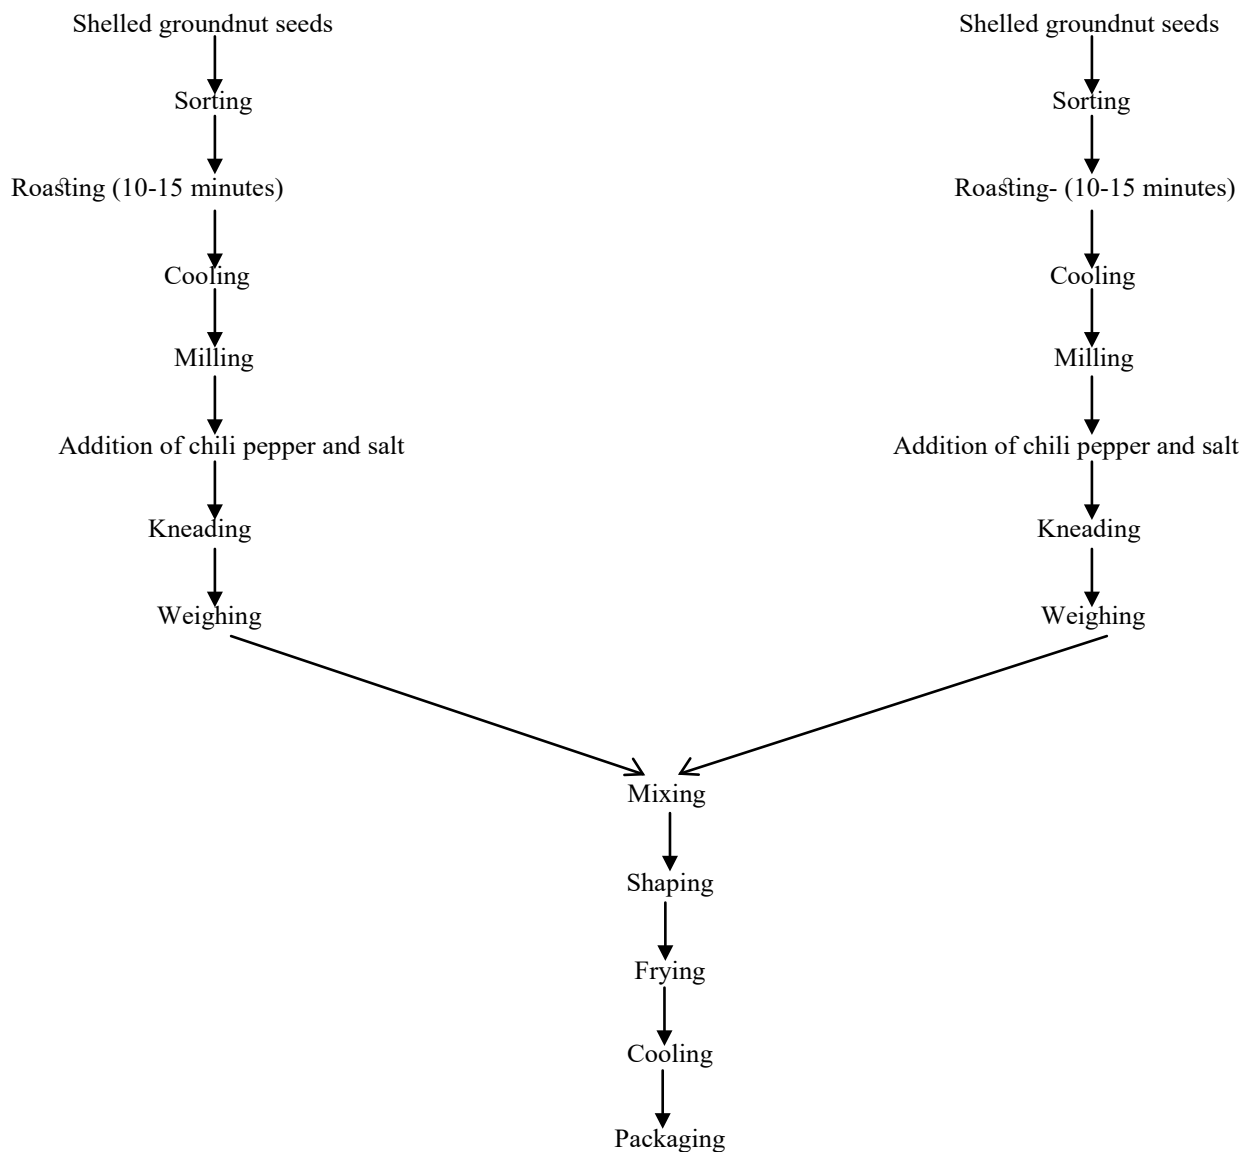 Shelled groundnut seeds
Sorting
Roasting (10-15 minutes)
Cooling
Milling
Addition of chili pepper and salt
Kneading
Weighing
Shelled groundnut seeds
Sorting
Roasting- (10-15 minutes)
Cooling
Milling
Addition of chili pepper and salt
Kneading
Weighing
Mixing
Shaping
Frying
Cooling
Packaging